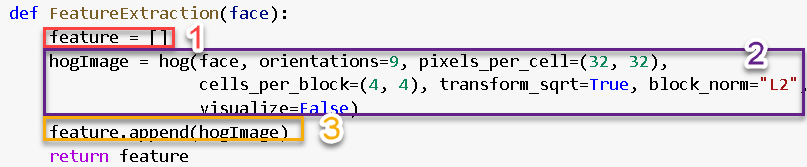 def FeatureExtraction(face):
feature = [] 1
hogImage = hog(face, orientations=9, pixels_per_cell=(32, 32), 2
cells_per_block=(4, 4), transform_sqrt=True, block_norm="L2",
visualize=False)
feature.append(hogImage) 3
return feature